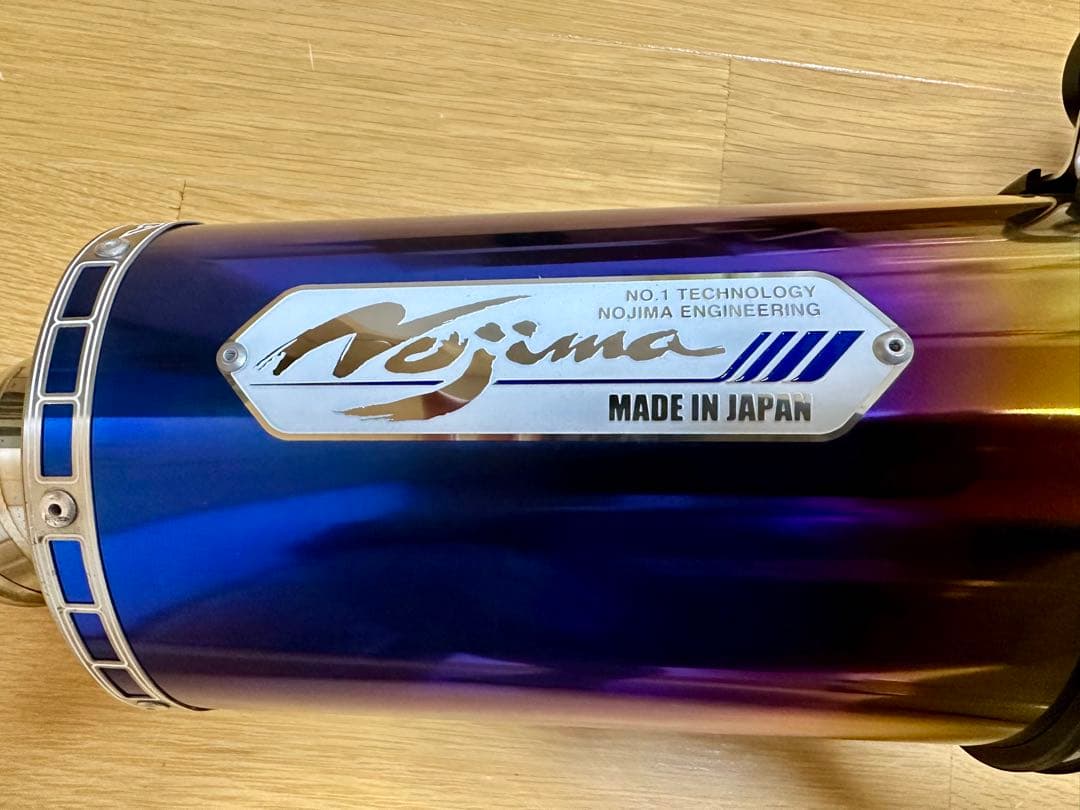 NO.1 TECHNOLOGY
NOJIMA ENGINEERING
Nojima
MADE IN JAPAN